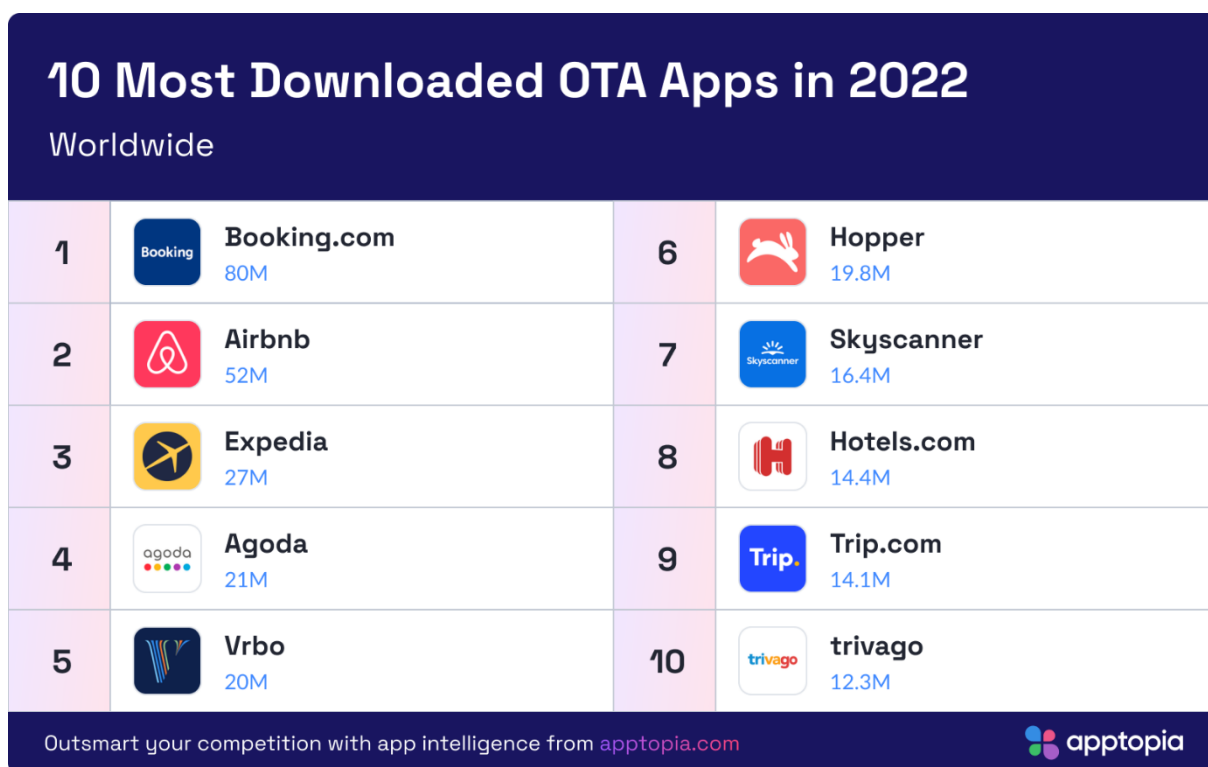 10 Most Downloaded OTA Apps in 2022
Worldwide
1
Booking
Booking.com
80M
2
Airbnb
52M
3
Expedia
27M
4
agoda
Agoda
21M
5
Vrbo
20M
6
Hopper
19.8M
7
Skyscanner
Skyscanner
16.4M
8
H
Hotels.com
14.4M
9
Trip.
Trip.com
14.1M
10
trivago
trivago
12.3M
Outsmart your competition with app intelligence from apptopia.com
apptopia